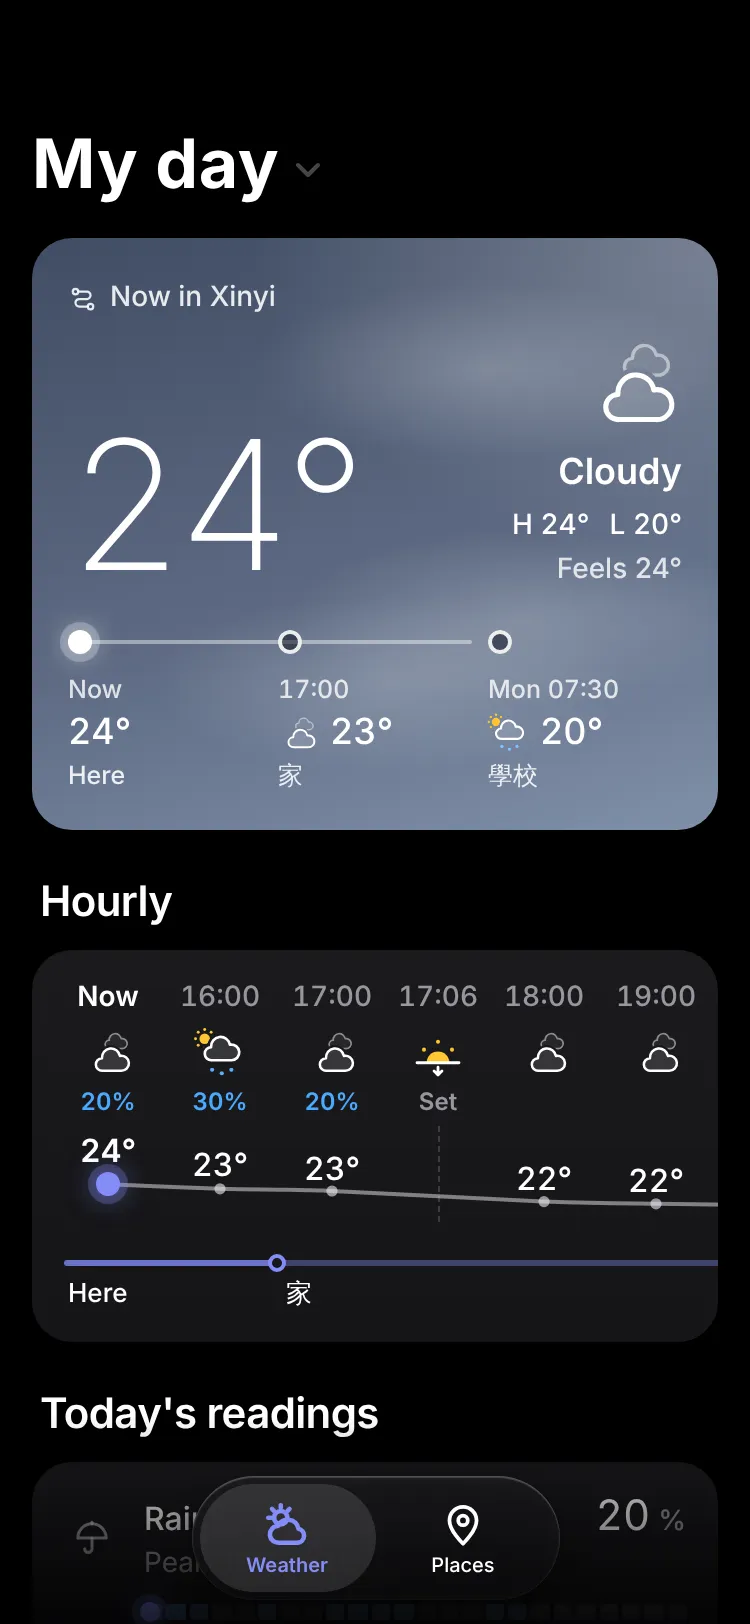 My day
Now in Xinyi
24°
Cloudy
H 24° L 20°
Feels 24°
Now 17:00 Mon 07:30
24° 23° 20°
Here 家 學校
Hourly
Now 16:00 17:00 17:06 18:00 19:00
20% 30% 20% Set
24° 23° 23° 22° 22°
Here 家
Today's readings
20 %
Weather Places